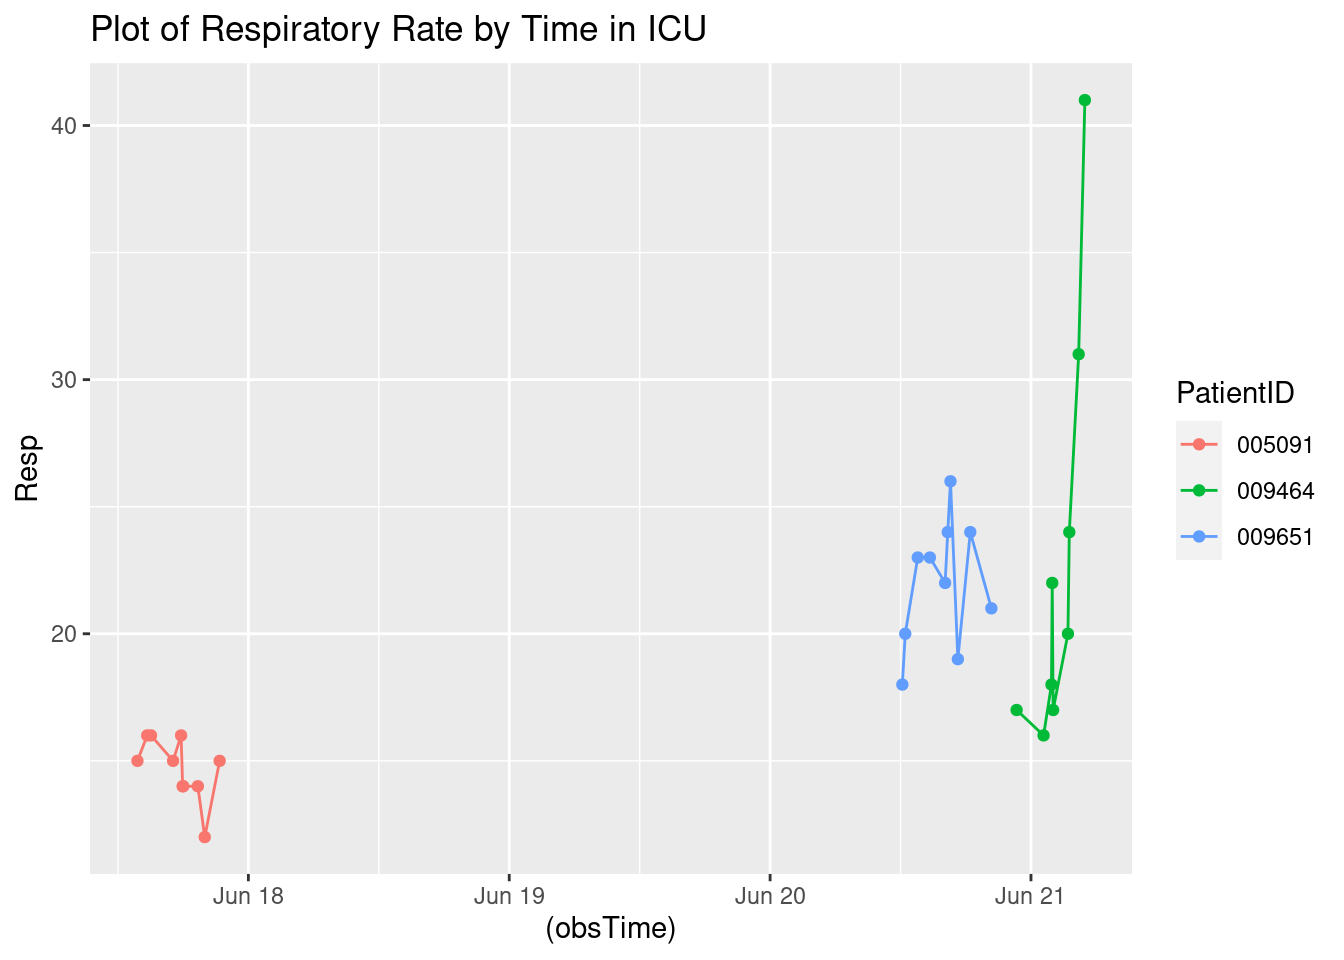 Plot of Respiratory Rate by Time in ICU
40
30
20
Resp
Jun 18
Jun 19
Jun 20
Jun 21
(obsTime)
PatientID
005091
009464
009651